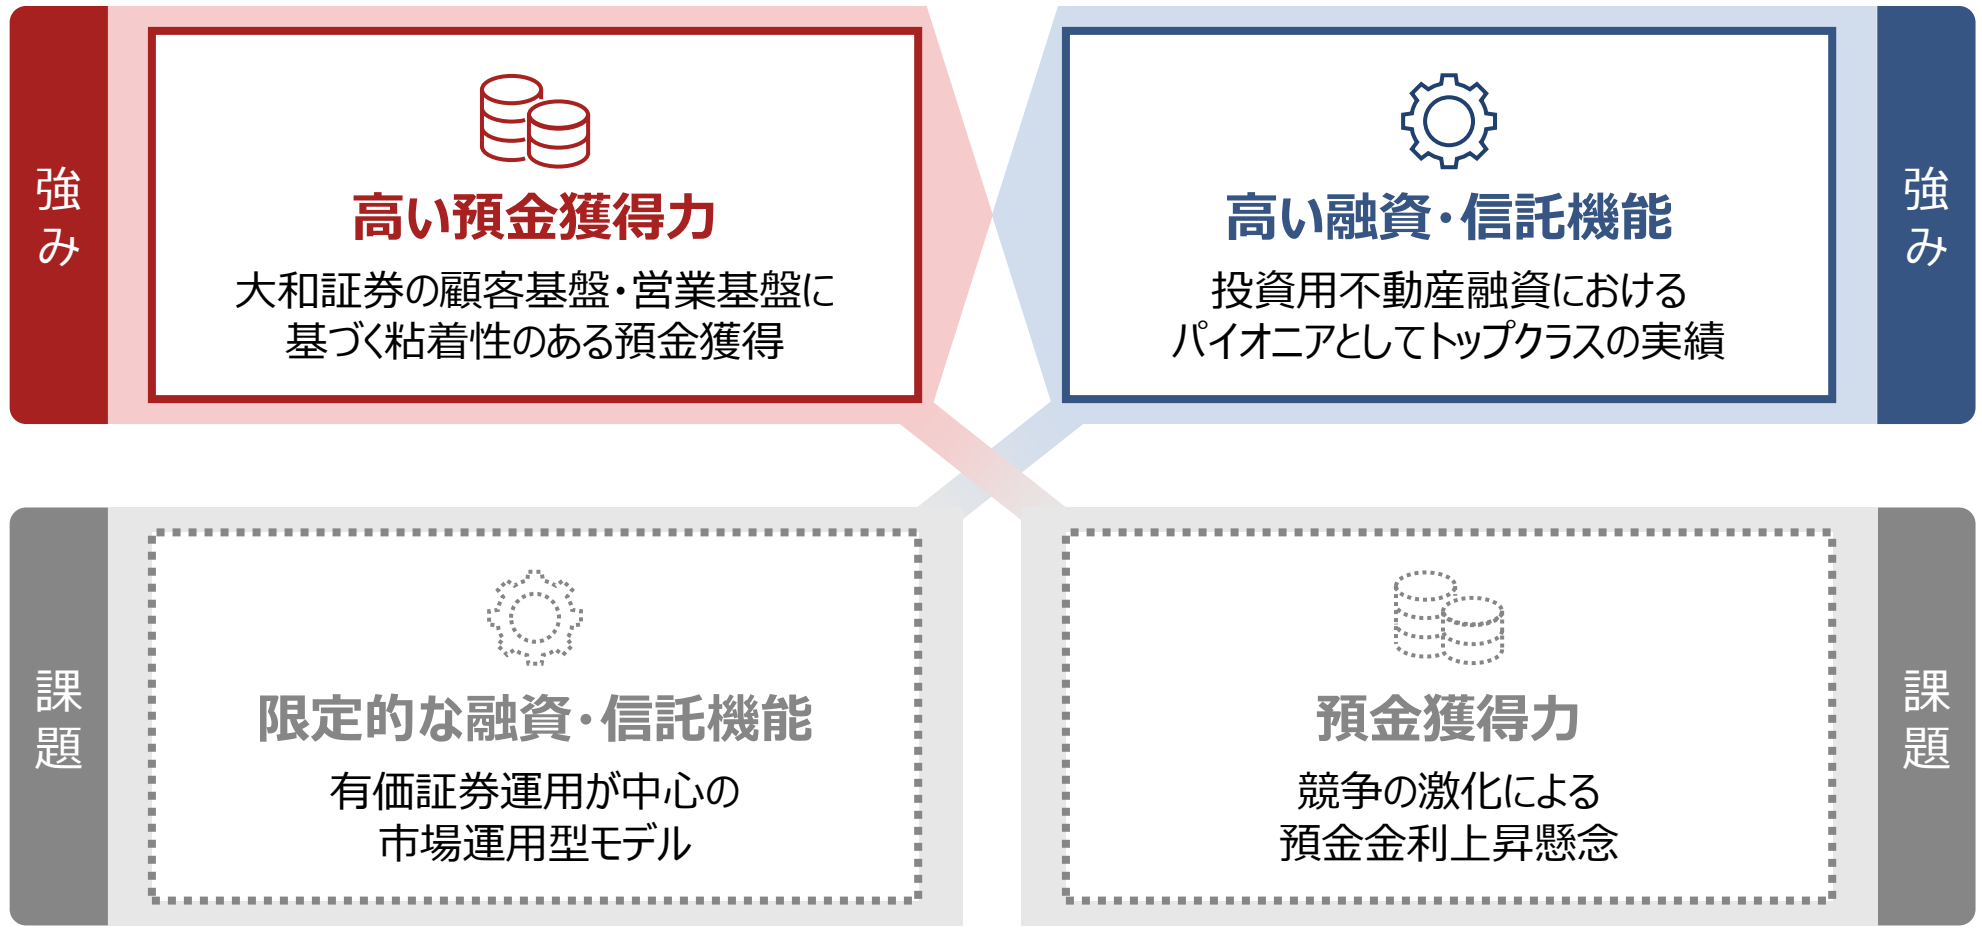 強み
高い預金獲得力
大和証券の顧客基盤・営業基盤に
基づく粘着性のある預金獲得
高い融資・信託機能
投資用不動産融資における
パイオニアとしてトップクラスの実績
強み
課題
限定的な融資・信託機能
有価証券運用が中心の
市場運用型モデル
預金獲得力
競争の激化による
預金金利上昇懸念
課題